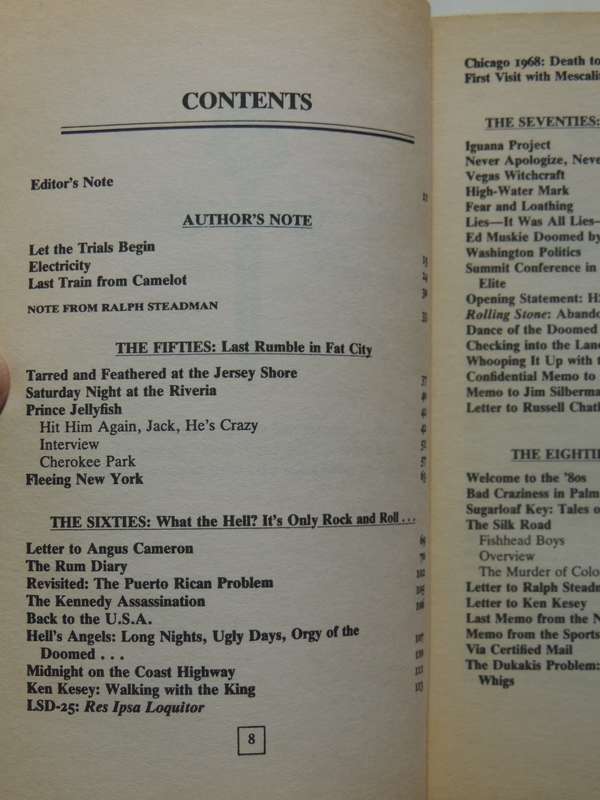 CONTENTS
Editor's Note
AUTHOR'S NOTE
Let the Trials Begin
Electricity
Last Train from Camelot
NOTE FROM RALPH STEADMAN
THE FIFTIES: Last Rumble in Fat City
Tarred and Feathered at the Jersey Shore
Saturday Night at the Riveria
Prince Jellyfish
Hit Him Again, Jack, He's Crazy
Interview
Cherokee Park
Fleeing New York
THE SIXTIES: What the Hell? It's Only Rock and Roll . . .
Letter to Angus Cameron
The Rum Diary
Revisited: The Puerto Rican Problem
The Kennedy Assassination
Back to the U.S.A.
Hell's Angels: Long Nights, Ugly Days, Orgy of the
Doomed . . .
Midnight on the Coast Highway
Ken Kesey: Walking with the King
LSD-25: Res Ipsa Loquitor
8
Chicago 1968: Death to
First Visit with Mescali
THE SEVENTIES:
Iguana Project
Never Apologize, Neve
Vegas Witchcraft
High-Water Mark
Fear and Loathing
Lies—It Was All Lies—
Ed Muskie Doomed by
Washington Politics
Summit Conference in
Elite
Opening Statement: H
Rolling Stone: Abando
Dance of the Doomed
Checking into the Lan
Whooping It Up with t
Confidential Memo to
Memo to Jim Silberma
Letter to Russell Chat
THE EIGHTI
Welcome to the '80s
Bad Craziness in Palm
Sugarloaf Key: Tales o
The Silk Road
Fishhead Boys
Overview
The Murder of Colo
Letter to Ralph Steadm
Letter to Ken Kesey
Last Memo from the N
Memo from the Sports
Via Certified Mail
The Dukakis Problem:
Whigs